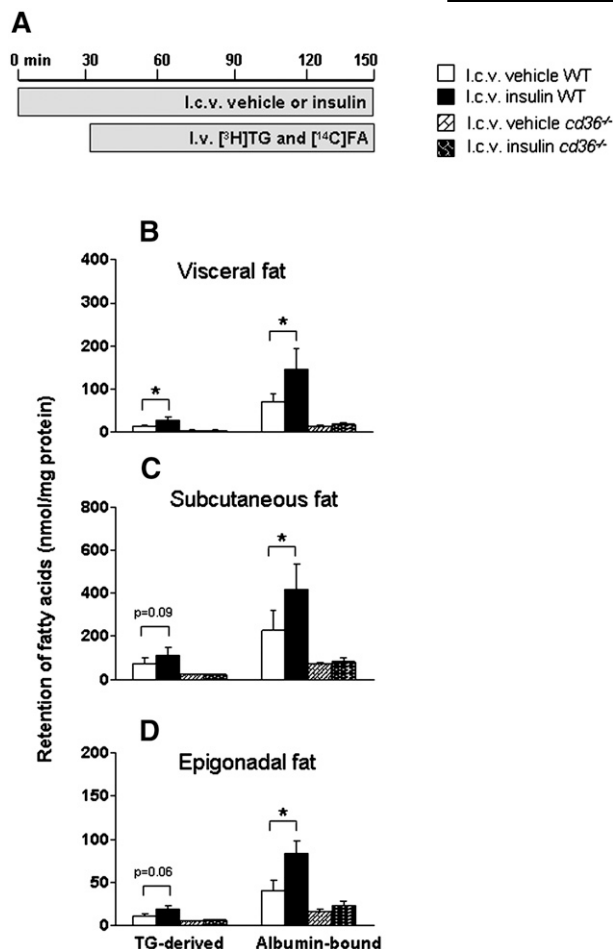 A
0 min 30 60 90 120 150
I.c.v. vehicle or insulin
I.v. [³H]TG and [¹⁴C]FA
I.c.v. vehicle WT
I.c.v. insulin WT
I.c.v. vehicle cd36-/-
I.c.v. insulin cd36-/-
Retention of fatty acids (nmol/mg protein)
B
Visceral fat
400
300
200
100
0
*
*
C
Subcutaneous fat
800
600
400
200
0
p=0.09
*
D
Epigonadal fat
200
150
100
50
0
p=0.06
*
TG-derived Albumin-bound